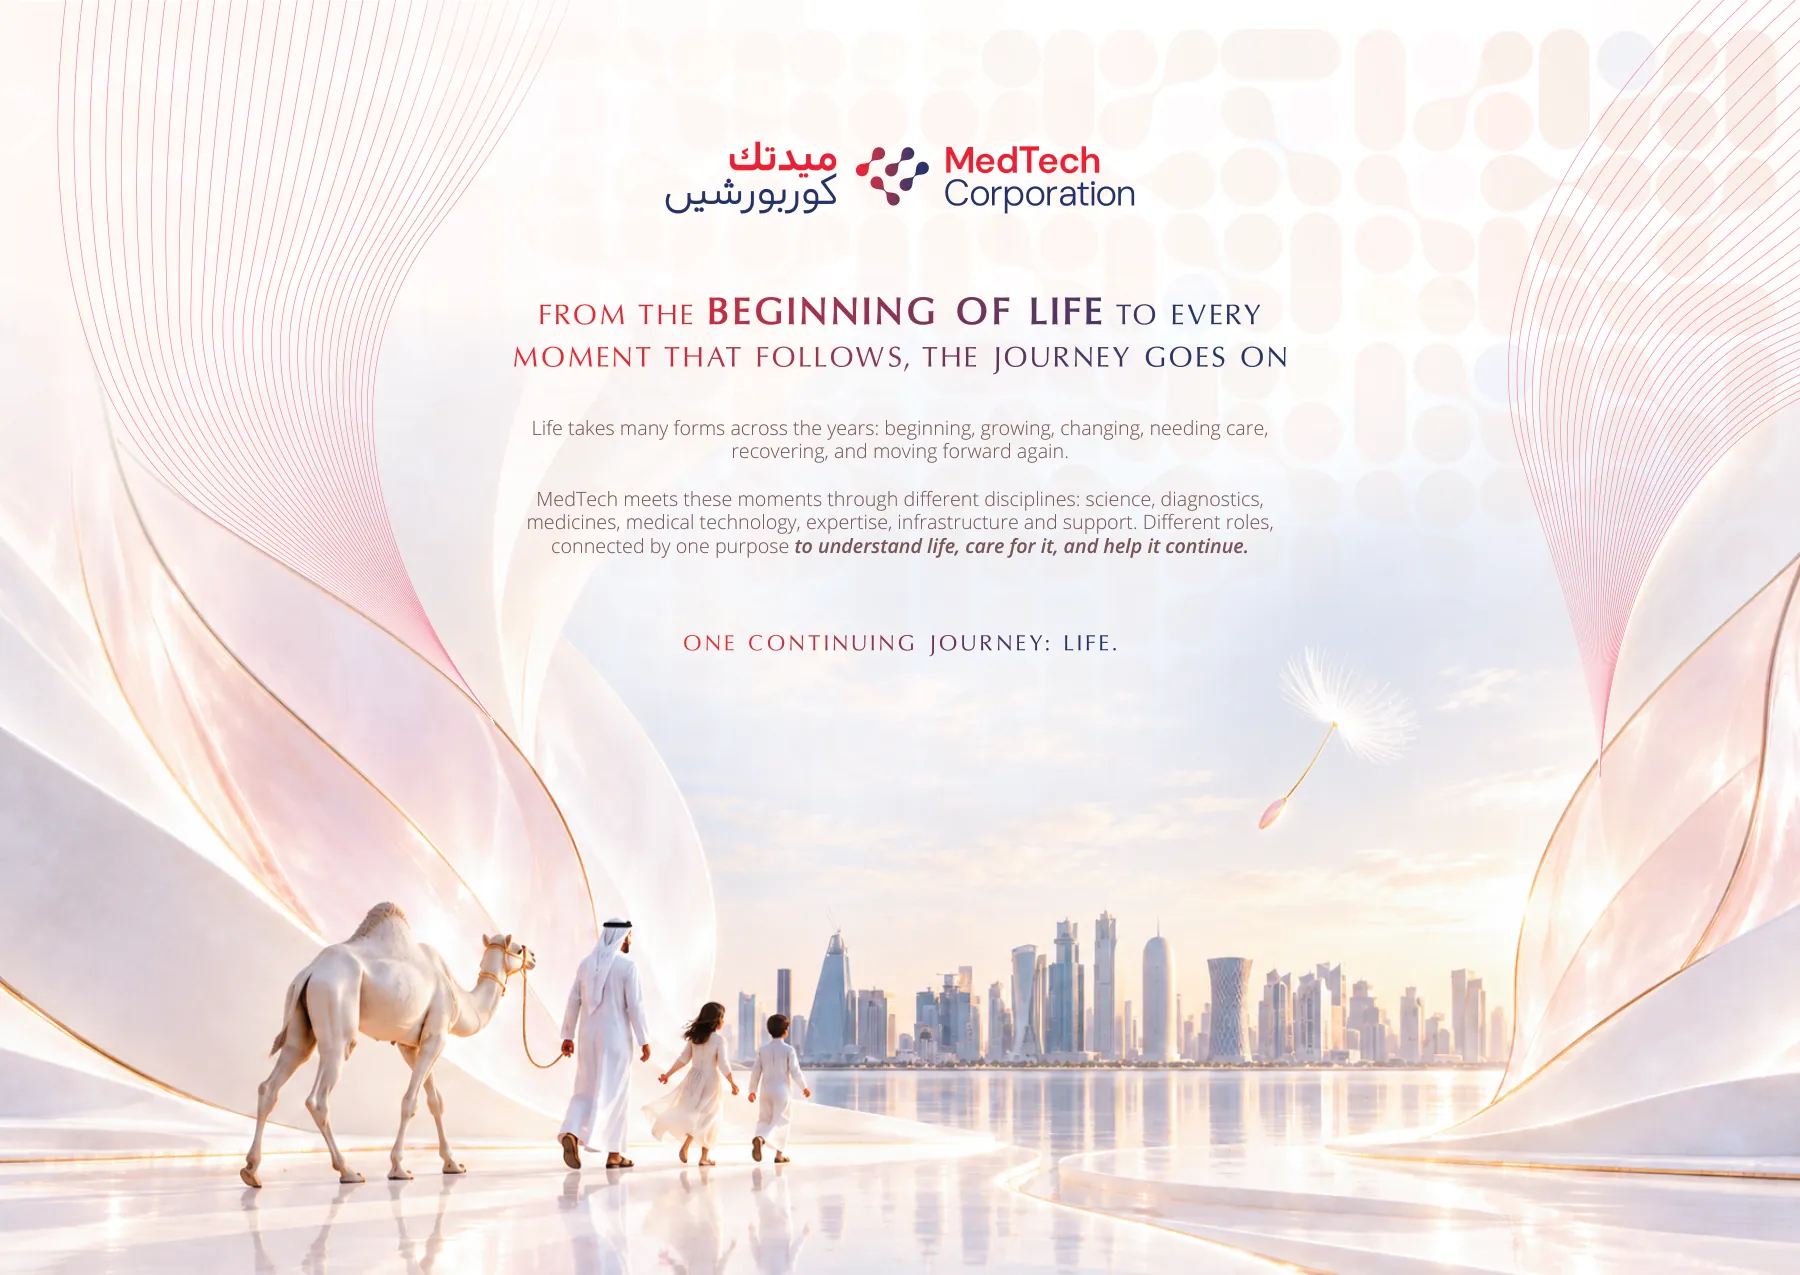 ميدتك
كوربورشين
MedTech
Corporation
FROM THE BEGINNING OF LIFE TO EVERY
MOMENT THAT FOLLOWS, THE JOURNEY GOES ON
Life takes many forms across the years: beginning, growing, changing, needing care,
recovering, and moving forward again.
MedTech meets these moments through different disciplines: science, diagnostics,
medicines, medical technology, expertise, infrastructure and support. Different roles,
connected by one purpose to understand life, care for it, and help it continue.
ONE CONTINUING JOURNEY: LIFE.